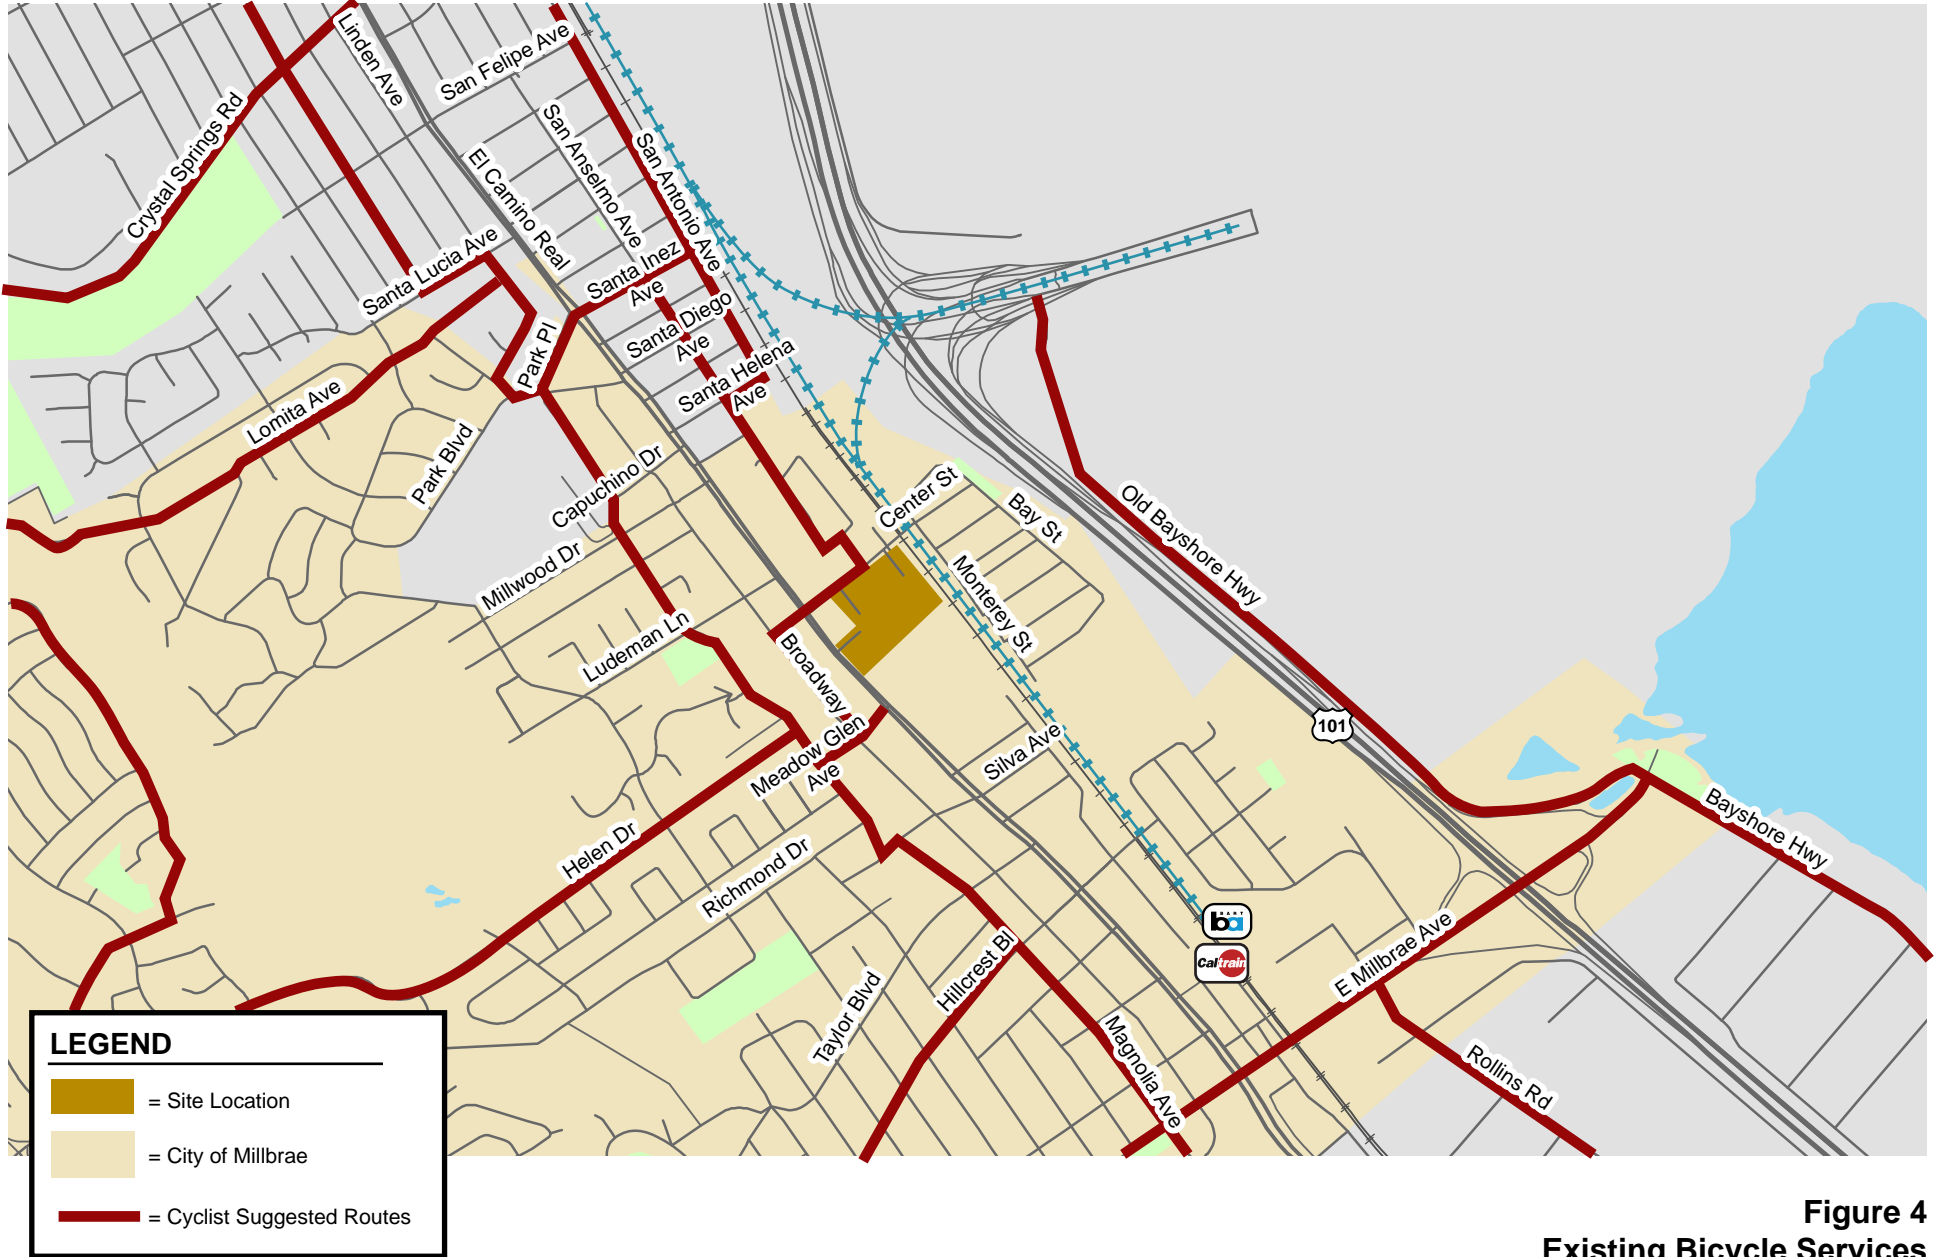 Linden Ave
San Felipe Ave
Crystal Springs Rd
San Anselmo Ave
San Antonio Ave
El Camino Real
Santa Lucia Ave
Santa Inez
Ave
Santa Diego
Ave
Park Pl
Santa Helena
Ave
Lomita Ave
Park Blvd
Capuchino Dr
Center St
Bay St
Old Bayshore Hwy
Millwood Dr
Monterey St
Ludeman Ln
Broadway
101
Meadow Glen
Ave
Silva Ave
Bayshore Hwy
Helen Dr
Richmond Dr
BART
ba
Caltrain
E Millbrae Ave
Hillcrest Bl
Taylor Blvd
Magnolia Ave
Rollins Rd
LEGEND
= Site Location
= City of Millbrae
= Cyclist Suggested Routes
Figure 4
Existing Bicycle Services